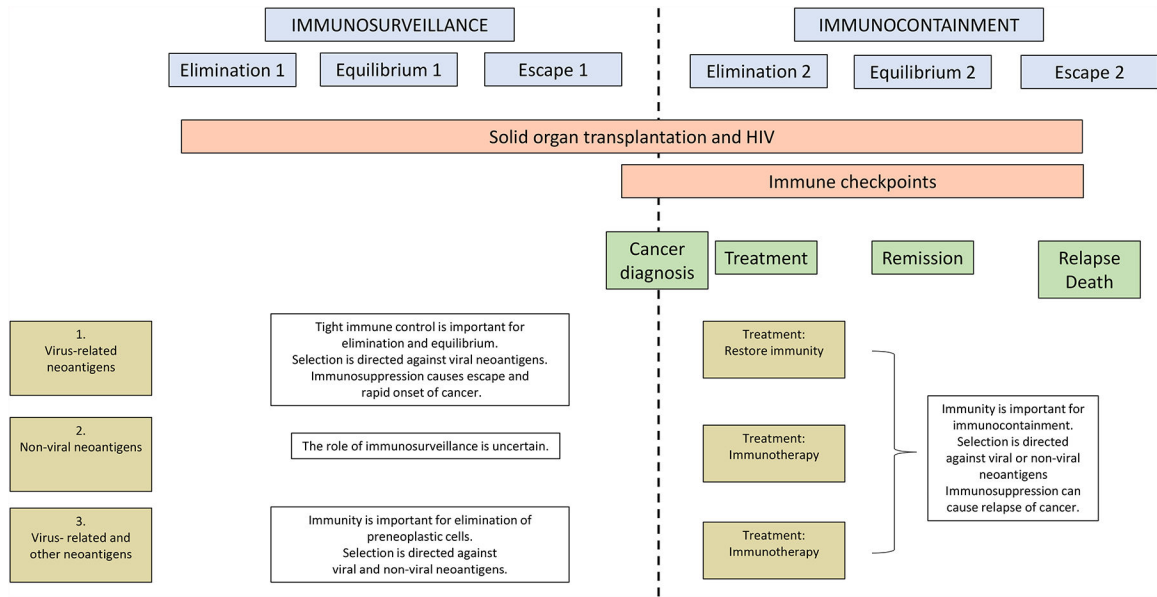 IMMUNOSURVEILLANCE
IMMUNOCONTAINMENT
Elimination 1
Equilibrium 1
Escape 1
Elimination 2
Equilibrium 2
Escape 2
Solid organ transplantation and HIV
Immune checkpoints
Cancer
diagnosis
Treatment
Remission
Relapse
Death
1.
Virus-related
neoantigens
Tight immune control is important for
elimination and equilibrium.
Selection is directed against viral neoantigens.
Immunosuppression causes escape and
rapid onset of cancer.
Treatment:
Restore immunity
2.
Non-viral neoantigens
The role of immunosurveillance is uncertain.
Treatment:
Immunotherapy
Immunity is important for
immunocontainment.
Selection is directed
against viral or non-viral
neoantigens
Immunosuppression can
cause relapse of cancer.
3.
Virus- related and
other neoantigens
Immunity is important for elimination of
preneoplastic cells.
Selection is directed against
viral and non-viral neoantigens.
Treatment:
Immunotherapy